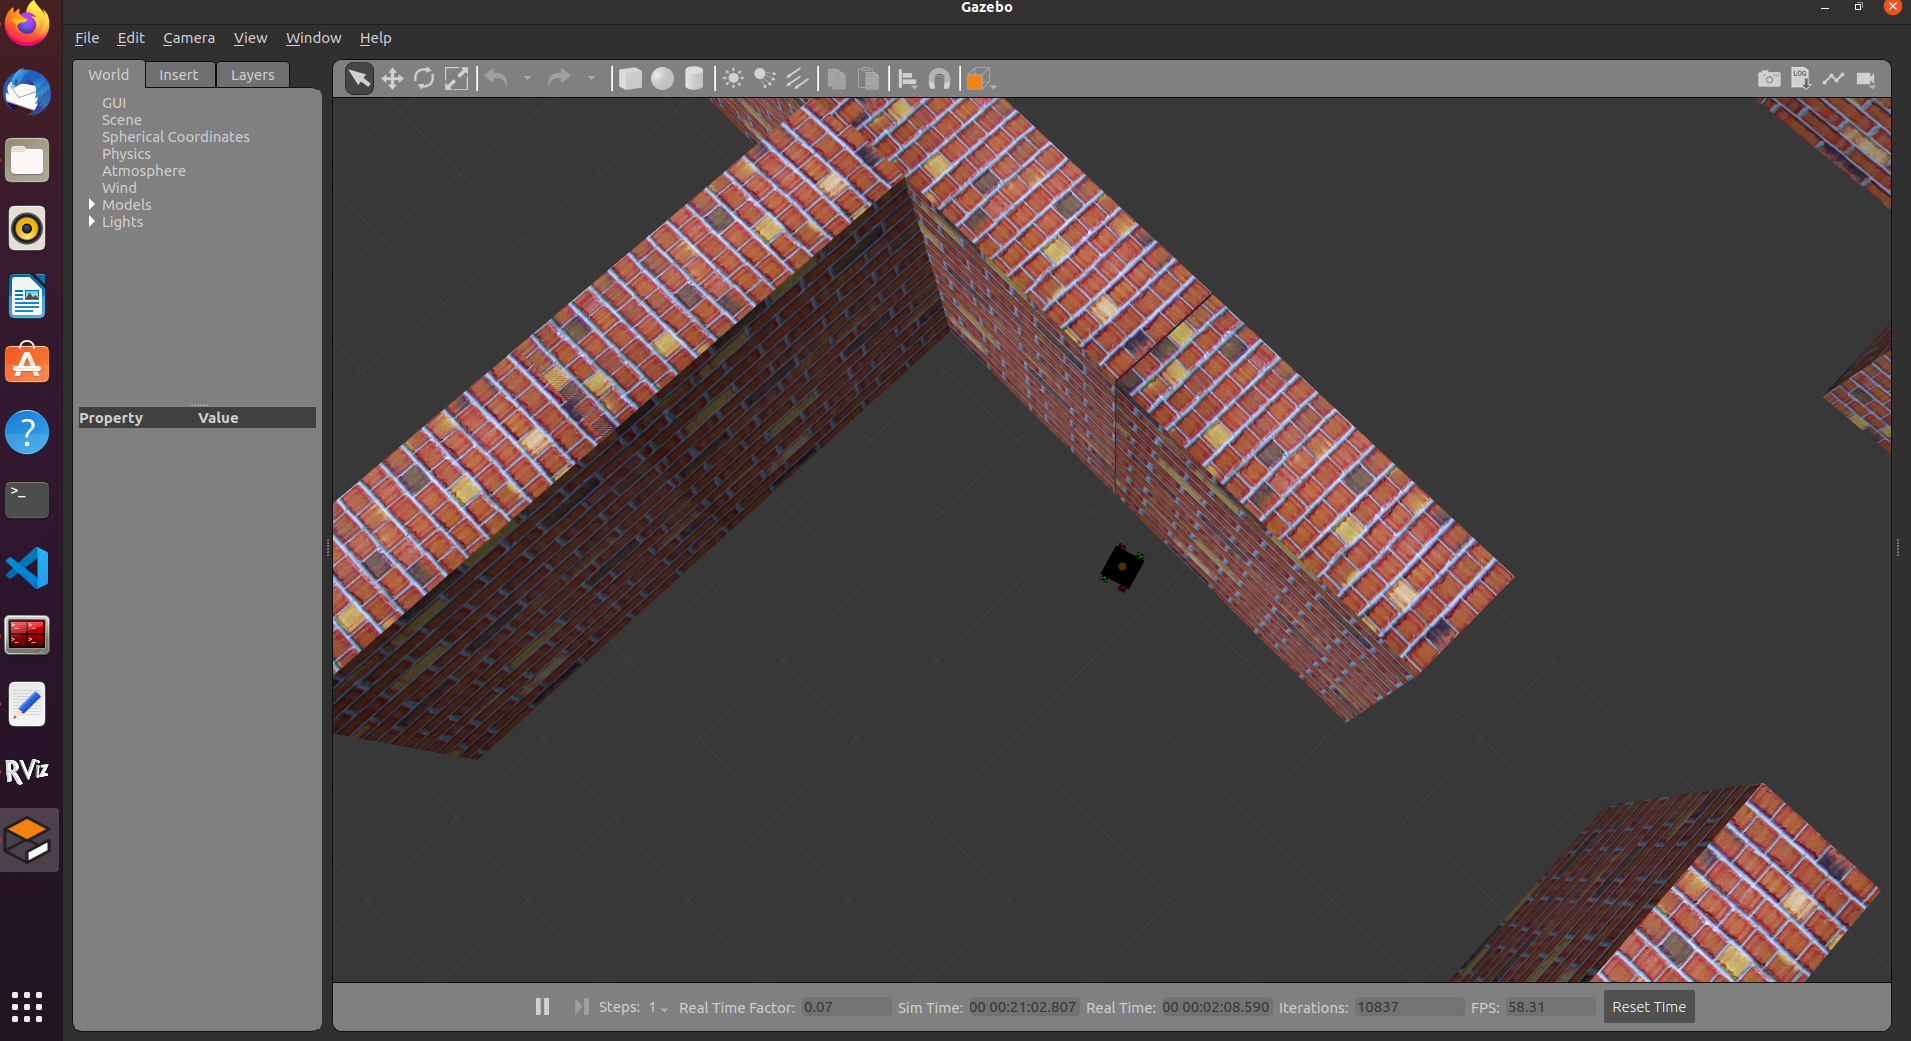 Gazebo
File Edit Camera View Window Help
World Insert Layers
GUI
Scene
Spherical Coordinates
Physics
Atmosphere
Wind
Models
Lights
Property Value
LOG
>_
?
RViz
Steps: 1 Real Time Factor: 0.07 Sim Time: 00 00:21:02.807 Real Time: 00 00:02:08.590 Iterations: 10837 FPS: 58.31 Reset Time